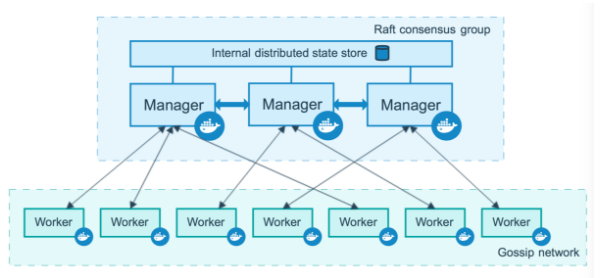 Raft consensus group
Internal distributed state store
Manager Manager Manager
Worker Worker Worker Worker Worker Worker Worker
Gossip network